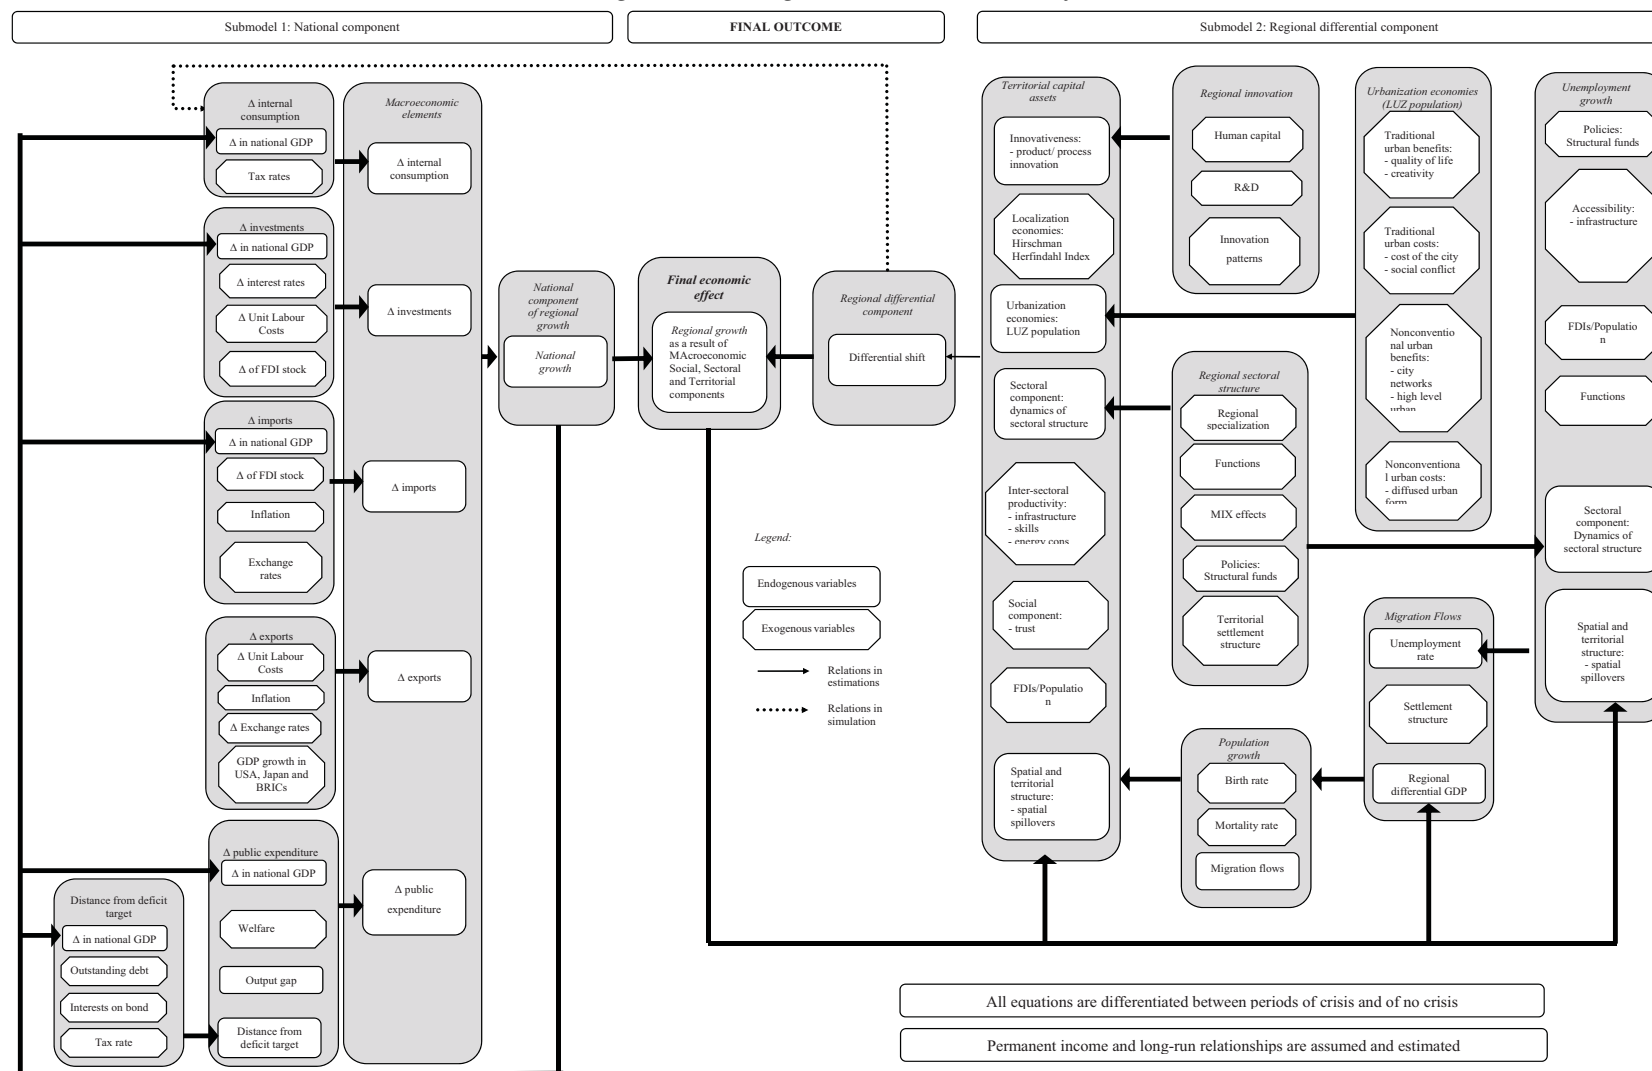 Submodel 1: National component
FINAL OUTCOME
Submodel 2: Regional differential component
Δ internal
consumption
Δ in national GDP
Tax rates
Δ investments
Δ in national GDP
Δ interest rates
Δ Unit Labour
Costs
Δ of FDI stock
Δ imports
Δ in national GDP
Δ of FDI stock
Inflation
Exchange
rates
Δ exports
Δ Unit Labour
Costs
Inflation
Δ Exchange rates
GDP growth in
USA, Japan and
BRICs
Δ public expenditure
Δ in national GDP
Welfare
Output gap
Distance from
deficit target
Distance from deficit
target
Δ in national GDP
Outstanding debt
Interests on bond
Tax rate
Macroeconomic
elements
Δ internal
consumption
Δ investments
Δ imports
Δ exports
Δ public
expenditure
National
component
of regional
growth
National
growth
Final economic
effect
Regional growth
as a result of
MAcroeconomic
Social, Sectoral
and Territorial
components
Regional differential
component
Differential shift
Legend:
Endogenous variables
Exogenous variables
Relations in
estimations
Relations in
simulation
Territorial capital
assets
Innovativeness:
- product/ process
innovation
Localization
economies:
Hirschman
Herfindahl Index
Urbanization
economies:
LUZ population
Sectoral
component:
dynamics of
sectoral structure
Inter-sectoral
productivity:
- infrastructure
- skills
- energy cons
Social
component:
- trust
FDIs/Populatio
n
Spatial and
territorial
structure:
- spatial
spillovers
Regional innovation
Human capital
R&D
Innovation
patterns
Regional sectoral
structure
Regional
specialization
Functions
MIX effects
Policies:
Structural funds
Territorial
settlement
structure
Population
growth
Birth rate
Mortality rate
Migration flows
Urbanization economies
(LUZ population)
Traditional
urban benefits:
- quality of life
- creativity
Traditional
urban costs:
- cost of the city
- social conflict
Nonconventio
nal urban
benefits:
- city
networks
- high level
urban
Nonconventiona
l urban costs:
- diffused urban
form
Migration Flows
Unemployment
rate
Settlement
structure
Regional
differential GDP
Unemployment
growth
Policies:
Structural funds
Accessibility:
- infrastructure
FDIs/Populatio
n
Functions
Sectoral
component:
Dynamics of
sectoral structure
Spatial and
territorial
structure:
- spatial
spillovers
All equations are differentiated between periods of crisis and of no crisis
Permanent income and long-run relationships are assumed and estimated